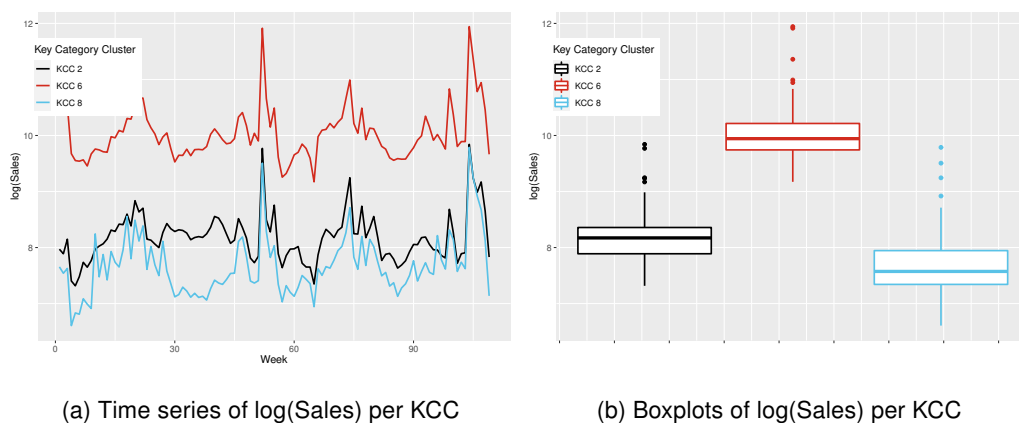 12
10
8
log(Sales)
Key Category Cluster
KCC 2
KCC 6
KCC 8
0
30
60
90
Week
12
10
8
log(Sales)
Key Category Cluster
KCC 2
KCC 6
KCC 8
(a) Time series of log(Sales) per KCC
(b) Boxplots of log(Sales) per KCC